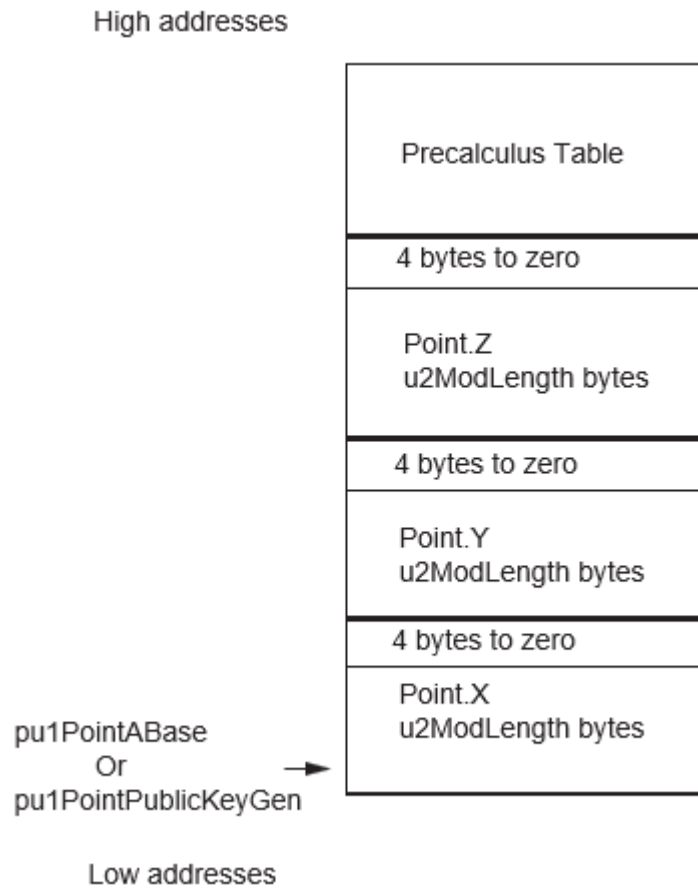 High addresses
Precalculus Table
4 bytes to zero
Point.Z
u2ModLength bytes
4 bytes to zero
Point.Y
u2ModLength bytes
4 bytes to zero
Point.X
u2ModLength bytes
pu1PointABase
Or
pu1PointPublicKeyGen
Low addresses